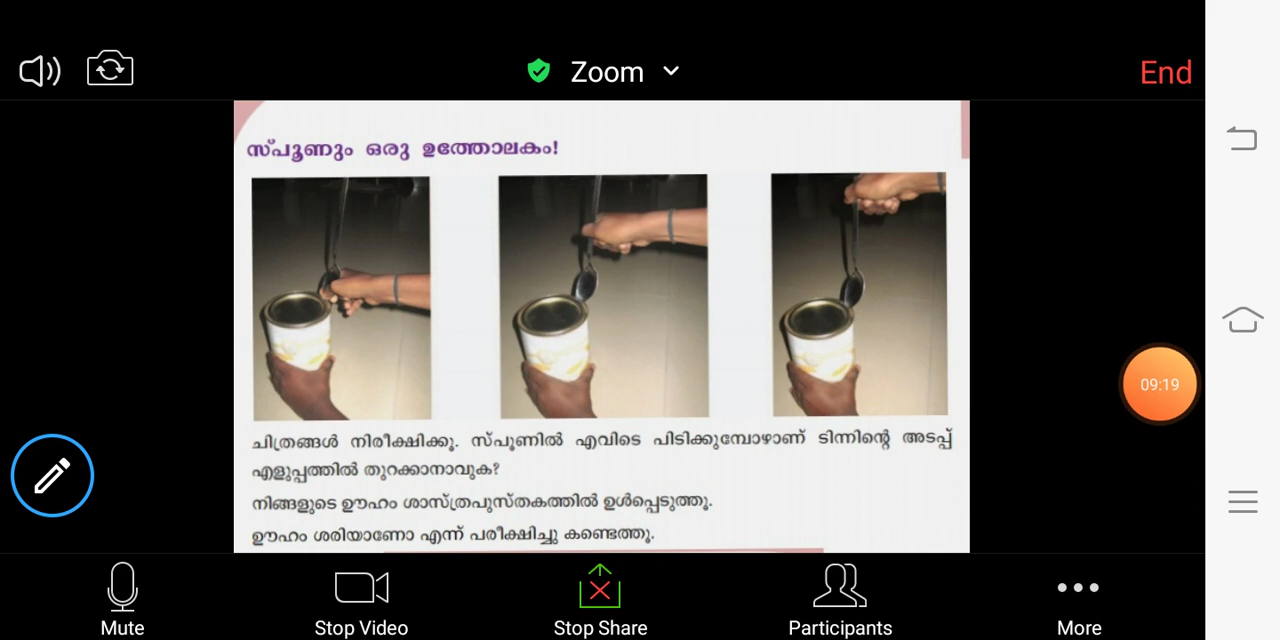 Zoom
End
സ്പൂണും ഒരു ഉത്തോലകം!
ചിത്രങ്ങൾ നിരീക്ഷിക്കൂ. സ്പൂണിൽ എവിടെ പിടിക്കുമ്പോഴാണ് ടിന്നിന്റെ അടപ്പ്
എളുപ്പത്തിൽ തുറക്കാനാവുക?
നിങ്ങളുടെ ഊഹം ശാസ്ത്രപുസ്തകത്തിൽ ഉൾപ്പെടുത്തൂ.
ഊഹം ശരിയാണോ എന്ന് പരീക്ഷിച്ചു കണ്ടെത്തൂ.
09:19
Mute
Stop Video
Stop Share
Participants
More